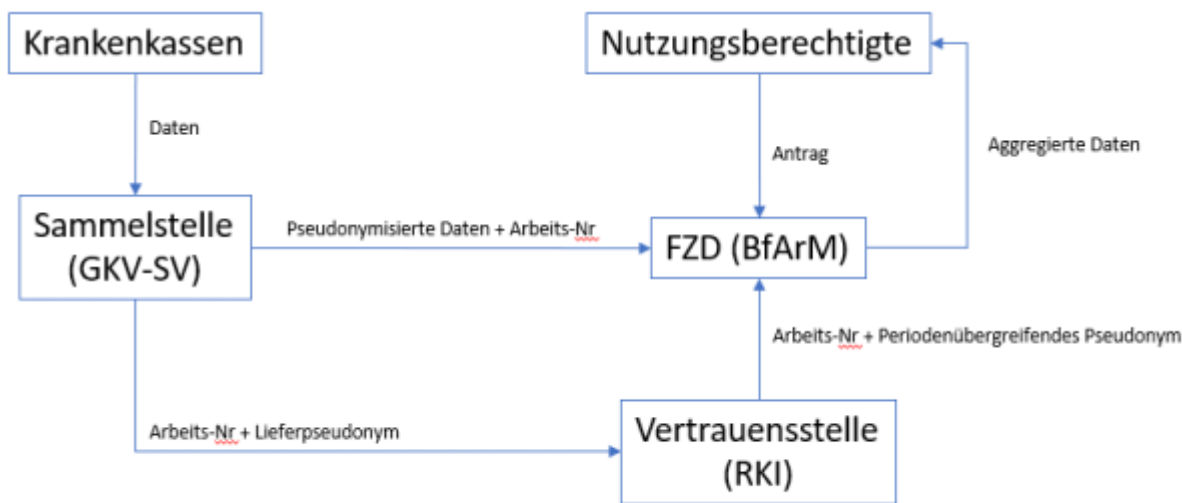 Krankenkassen
Nutzungsberechtigte
Daten
Antrag
Aggregierte Daten
Sammelstelle
(GKV-SV)
Pseudonymisierte Daten + Arbeits-Nr
FZD (BfArM)
Arbeits-Nr + Periodenübergreifendes Pseudonym
Arbeits-Nr + Lieferpseudonym
Vertrauensstelle
(RKI)